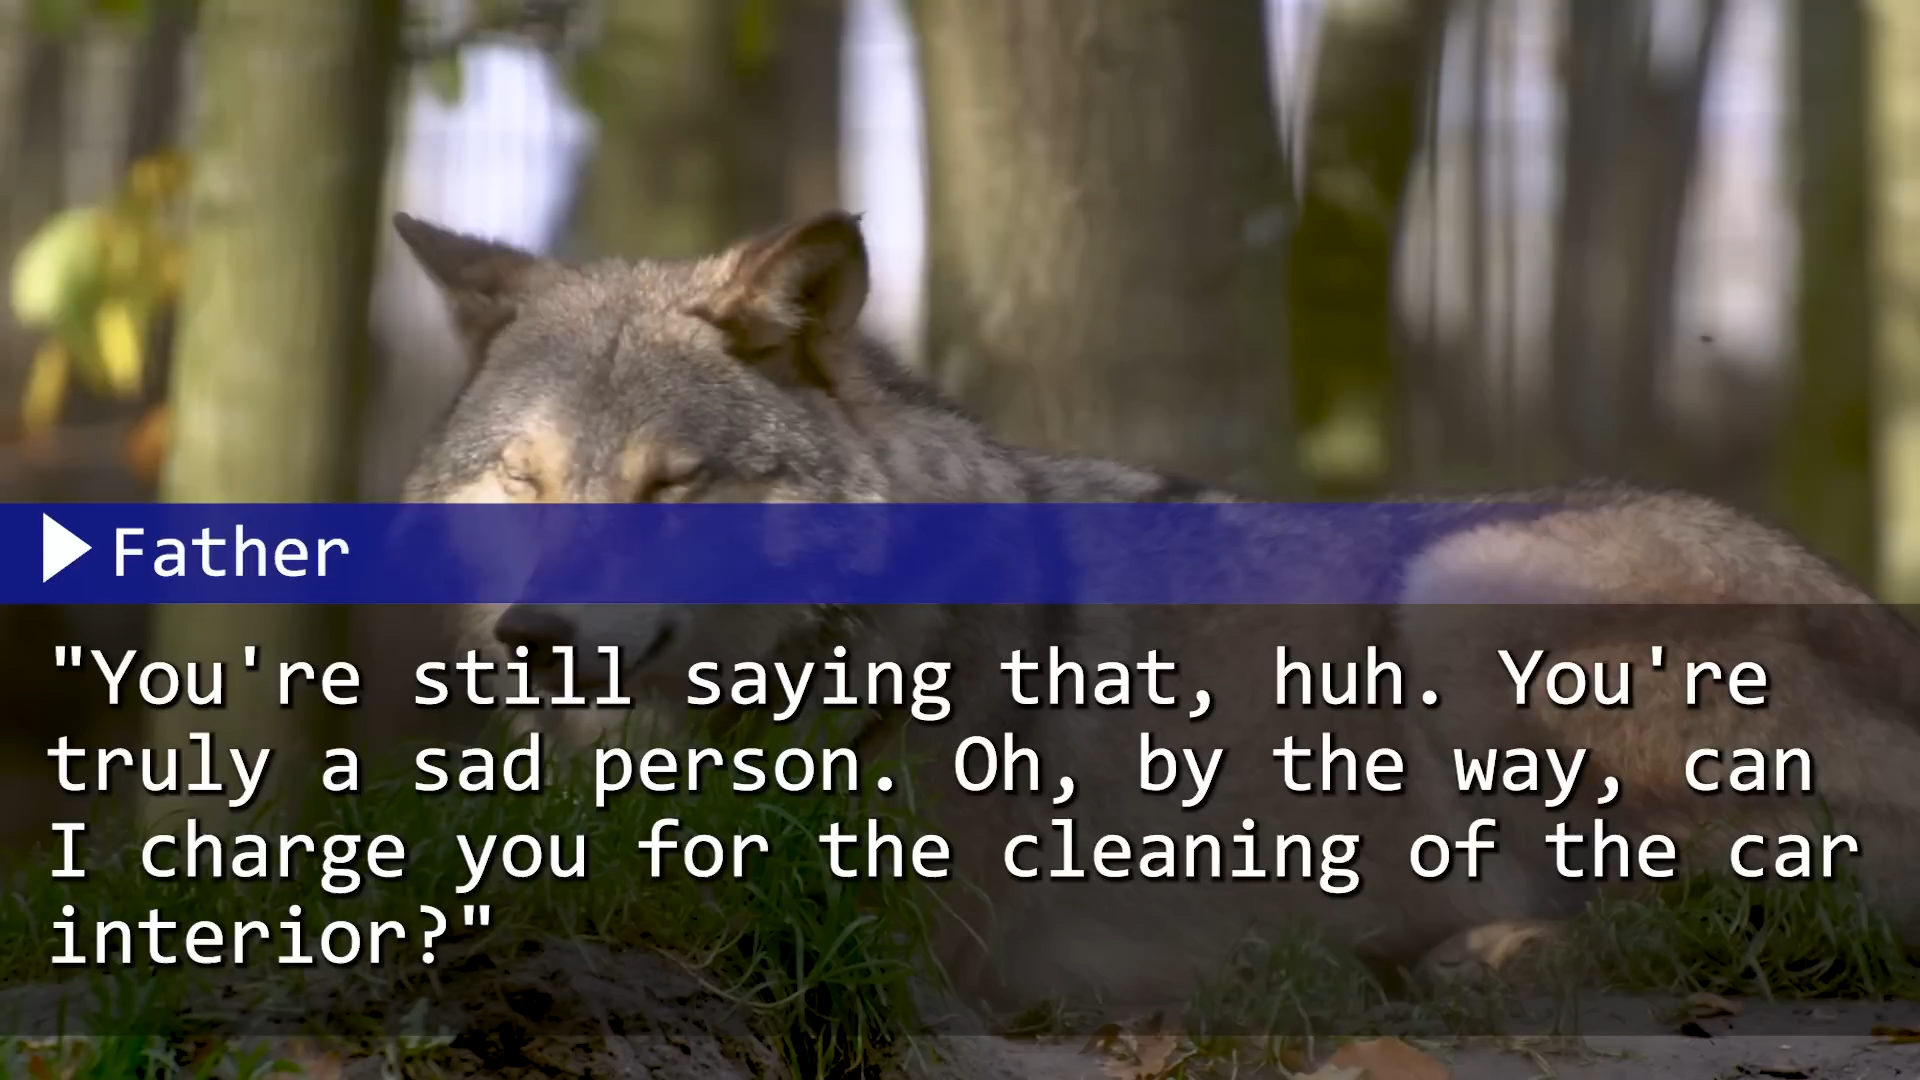 Father
"You're still saying that, huh. You're
truly a sad person. Oh, by the way, can
I charge you for the cleaning of the car
interior?"